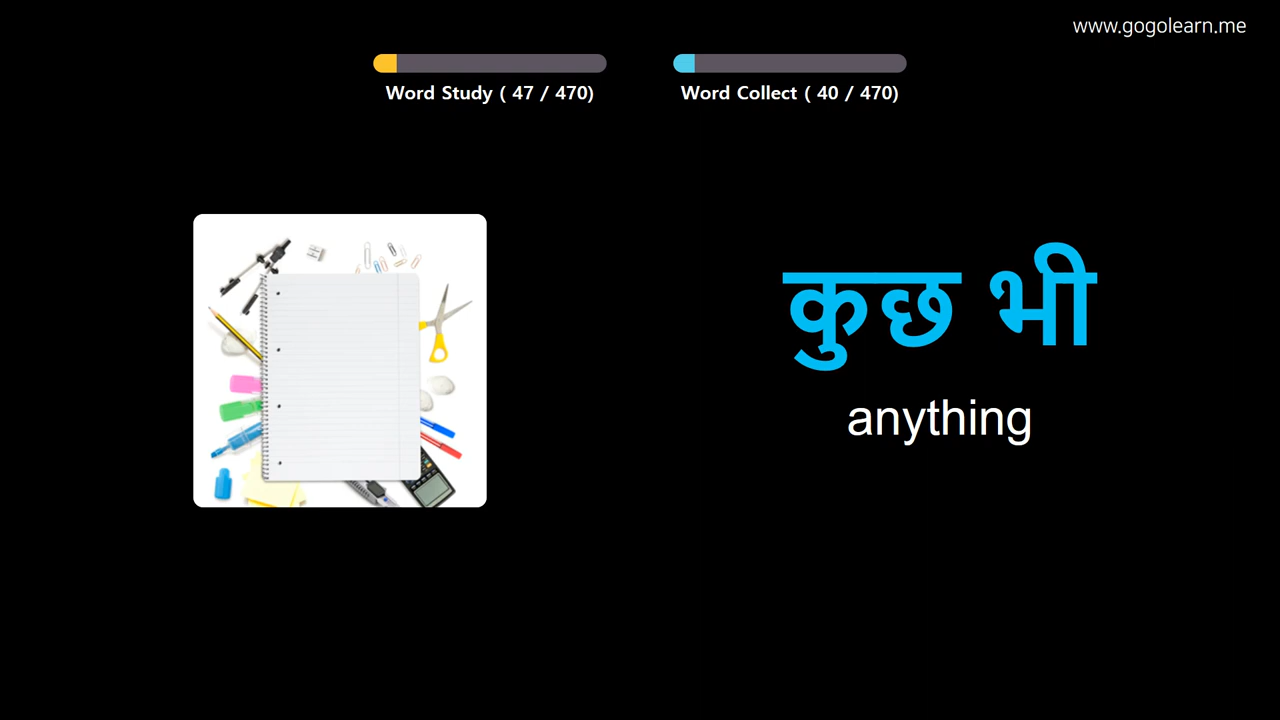 www.gogolearn.me
Word Study ( 47 / 470)
Word Collect ( 40 / 470)
कुछ भी
anything